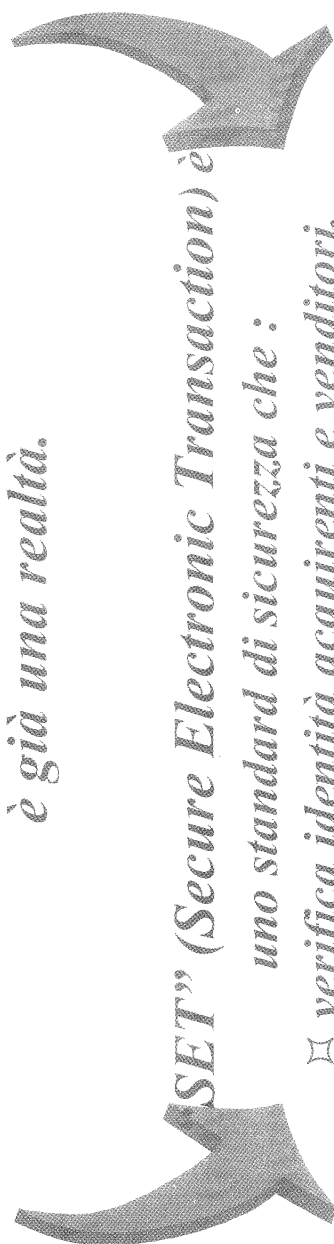 è già una realtà.
SET” (Secure Electronic Transaction) è
uno standard di sicurezza che :
verifica identità acquirenti e venditori,